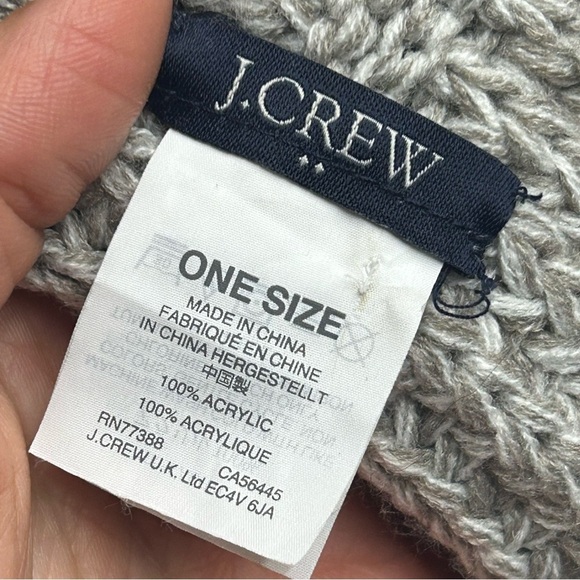 J.CREW
ONE SIZE
MADE IN CHINA
FABRIQUÉ EN CHINE
IN CHINA HERGESTELLT
中国製
100% ACRYLIC
100% ACRYLIQUE
RN77388 CA56445
J.CREW U.K. Ltd EC4V 6JA